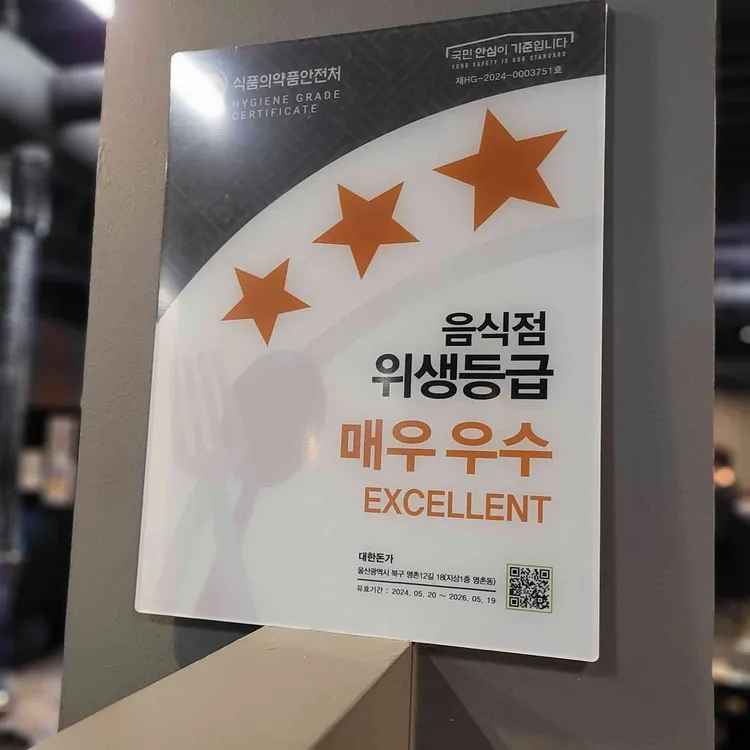 식품의약품안전처
HYGIENE GRADE
CERTIFICATE
국민 안심이 기준입니다
YOUR SAFETY IS OUR STANDARD
제HG-2024-0003751호
음식점
위생등급
매우 우수
EXCELLENT
대한돈가
울산광역시 북구 명촌12길 18(지상1층 명촌동)
유효기간 : 2024. 05. 20 ~ 2026. 05. 19